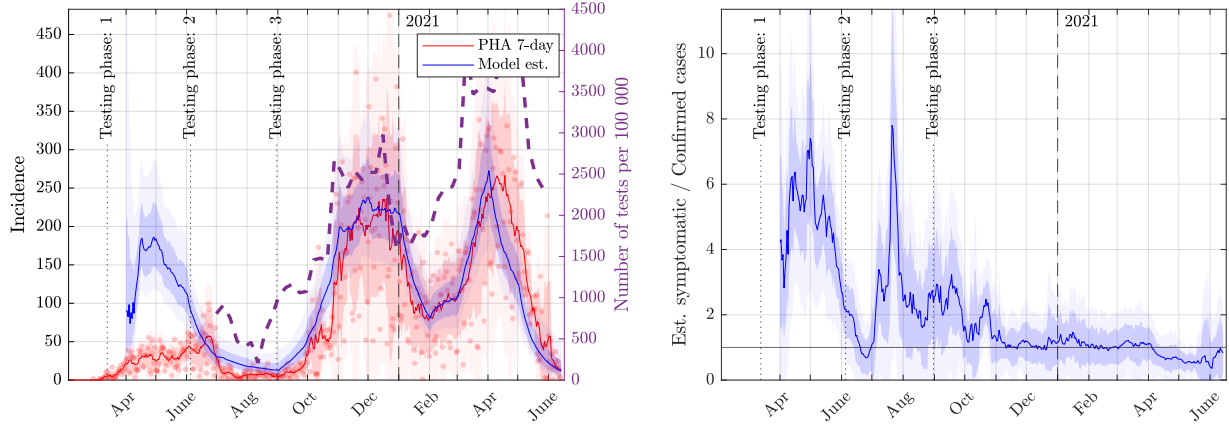 Incidence
450
400
350
300
250
200
150
100
50
0
Testing phase: 1
Testing phase: 2
Testing phase: 3
2021
PHA 7-day
Model est.
4500
4000
3500
3000
2500
2000
1500
1000
500
0
Number of tests per 100 000
Apr
June
Aug
Oct
Dec
Feb
Apr
June
Est. symptomatic / Confirmed cases
10
8
6
4
2
0
Testing phase: 1
Testing phase: 2
Testing phase: 3
2021
Apr
June
Aug
Oct
Dec
Feb
Apr
June